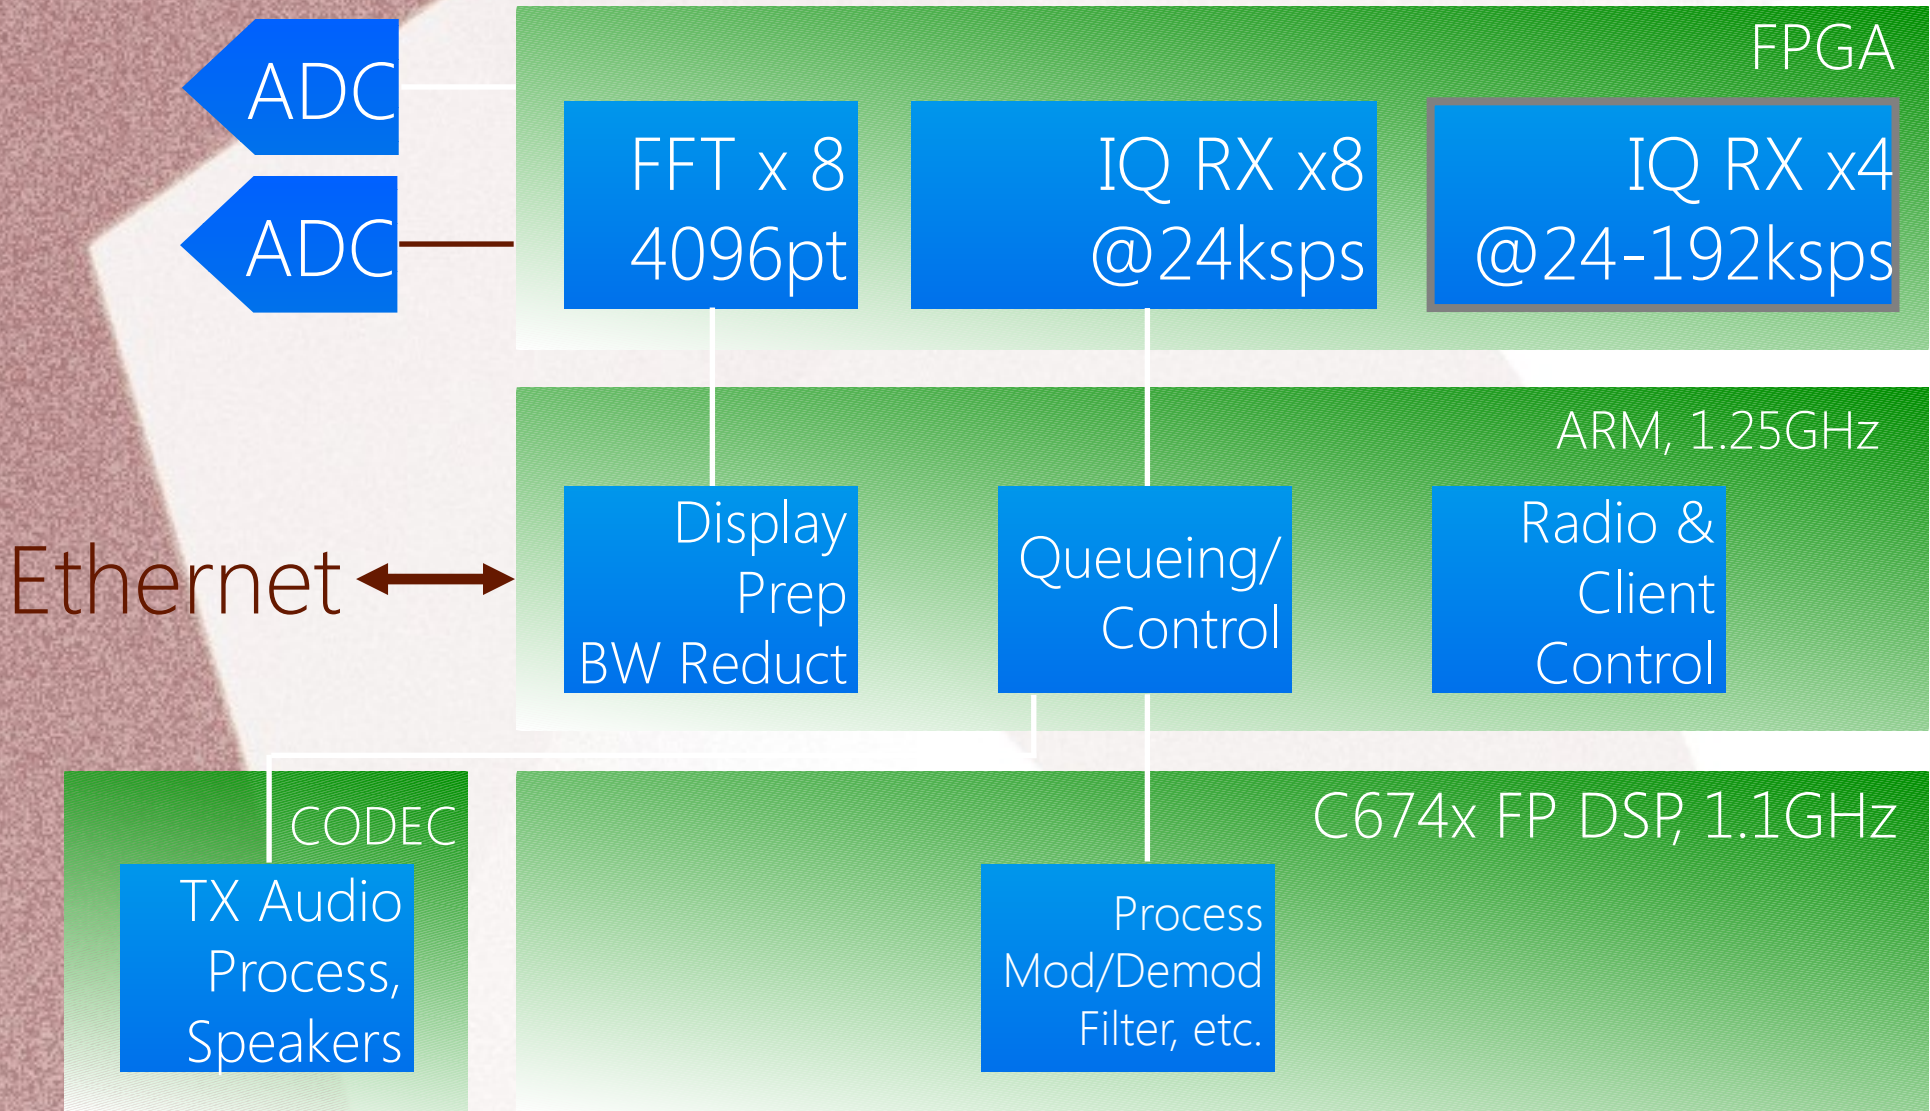 ADC
ADC
FPGA
FFT x 8
4096pt
IQ RX x8
@24ksps
IQ RX x4
@24-192ksps
ARM, 1.25GHz
Ethernet
Display
Prep
BW Reduct
Queueing/
Control
Radio &
Client
Control
CODEC
TX Audio
Process,
Speakers
C674x FP DSP, 1.1GHz
Process
Mod/Demod
Filter, etc.